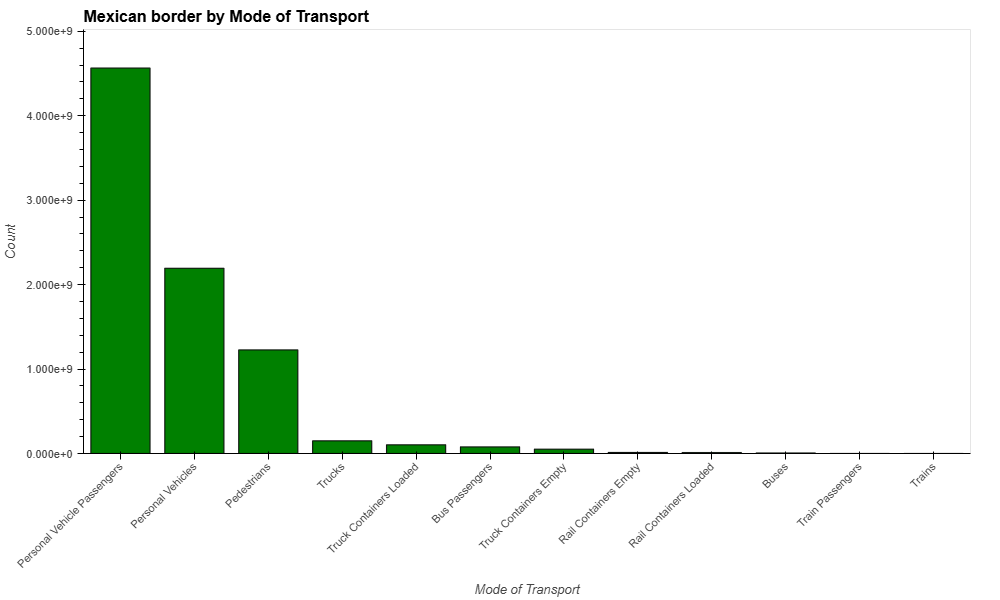 Mexican border by Mode of Transport
5.000e+9
4.000e+9
3.000e+9
2.000e+9
1.000e+9
0.000e+0
Count
Personal Vehicle Passengers
Personal Vehicles
Pedestrians
Trucks
Truck Containers Loaded
Bus Passengers
Truck Containers Empty
Rail Containers Empty
Rail Containers Loaded
Buses
Train Passengers
Trains
Mode of Transport